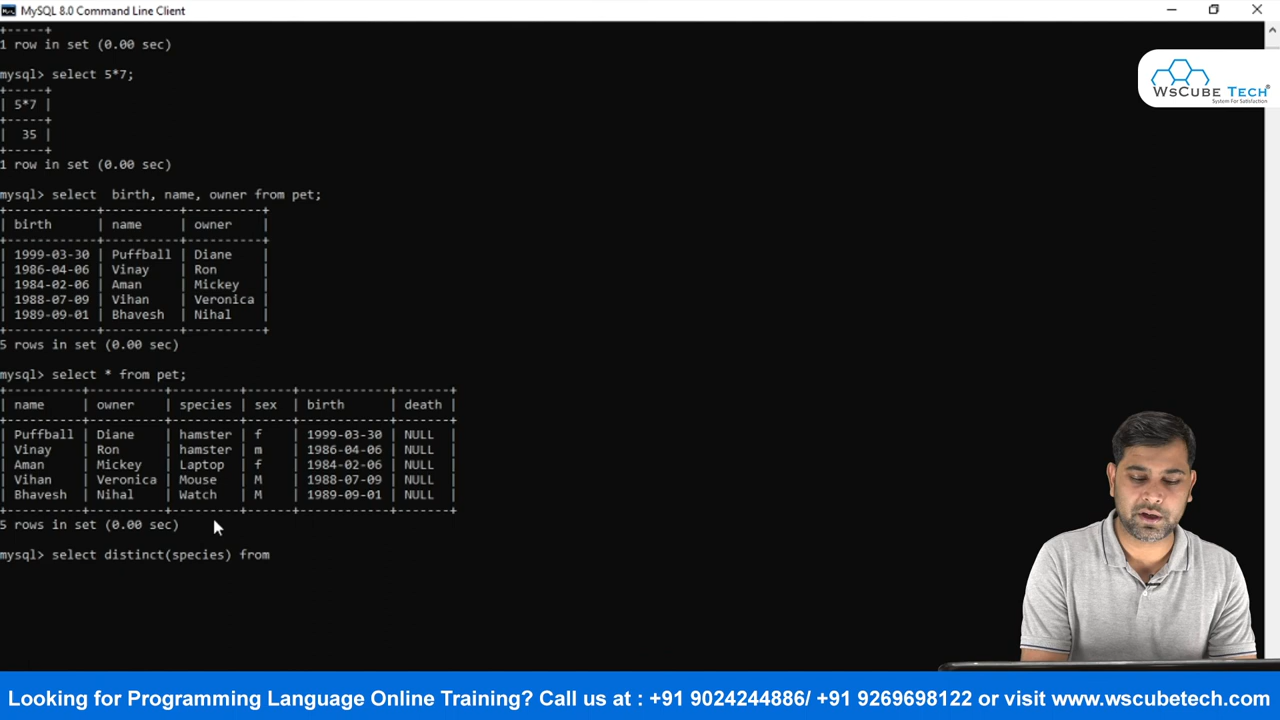 MySQL 8.0 Command Line Client
+-----+
1 row in set (0.00 sec)
mysql> select 5*7;
+-----+
| 5*7 |
+-----+
|  35 |
+-----+
1 row in set (0.00 sec)
mysql> select  birth, name, owner from pet;
+------------+----------+----------+
| birth      | name     | owner    |
+------------+----------+----------+
| 1999-03-30 | Puffball | Diane    |
| 1986-04-06 | Vinay    | Ron      |
| 1984-02-06 | Aman     | Mickey   |
| 1988-07-09 | Vihan    | Veronica |
| 1989-09-01 | Bhavesh  | Nihal    |
+------------+----------+----------+
5 rows in set (0.00 sec)
mysql> select * from pet;
+----------+----------+---------+------+------------+-------+
| name     | owner    | species | sex  | birth      | death |
+----------+----------+---------+------+------------+-------+
| Puffball | Diane    | hamster | f    | 1999-03-30 | NULL  |
| Vinay    | Ron      | hamster | m    | 1986-04-06 | NULL  |
| Aman     | Mickey   | Laptop  | f    | 1984-02-06 | NULL  |
| Vihan    | Veronica | Mouse   | M    | 1988-07-09 | NULL  |
| Bhavesh  | Nihal    | Watch   | M    | 1989-09-01 | NULL  |
+----------+----------+---------+------+------------+-------+
5 rows in set (0.00 sec)
mysql> select distinct(species) from
WsCube Tech®
System For Satisfaction
Looking for Programming Language Online Training? Call us at : +91 9024244886/ +91 9269698122 or visit www.wscubetech.com